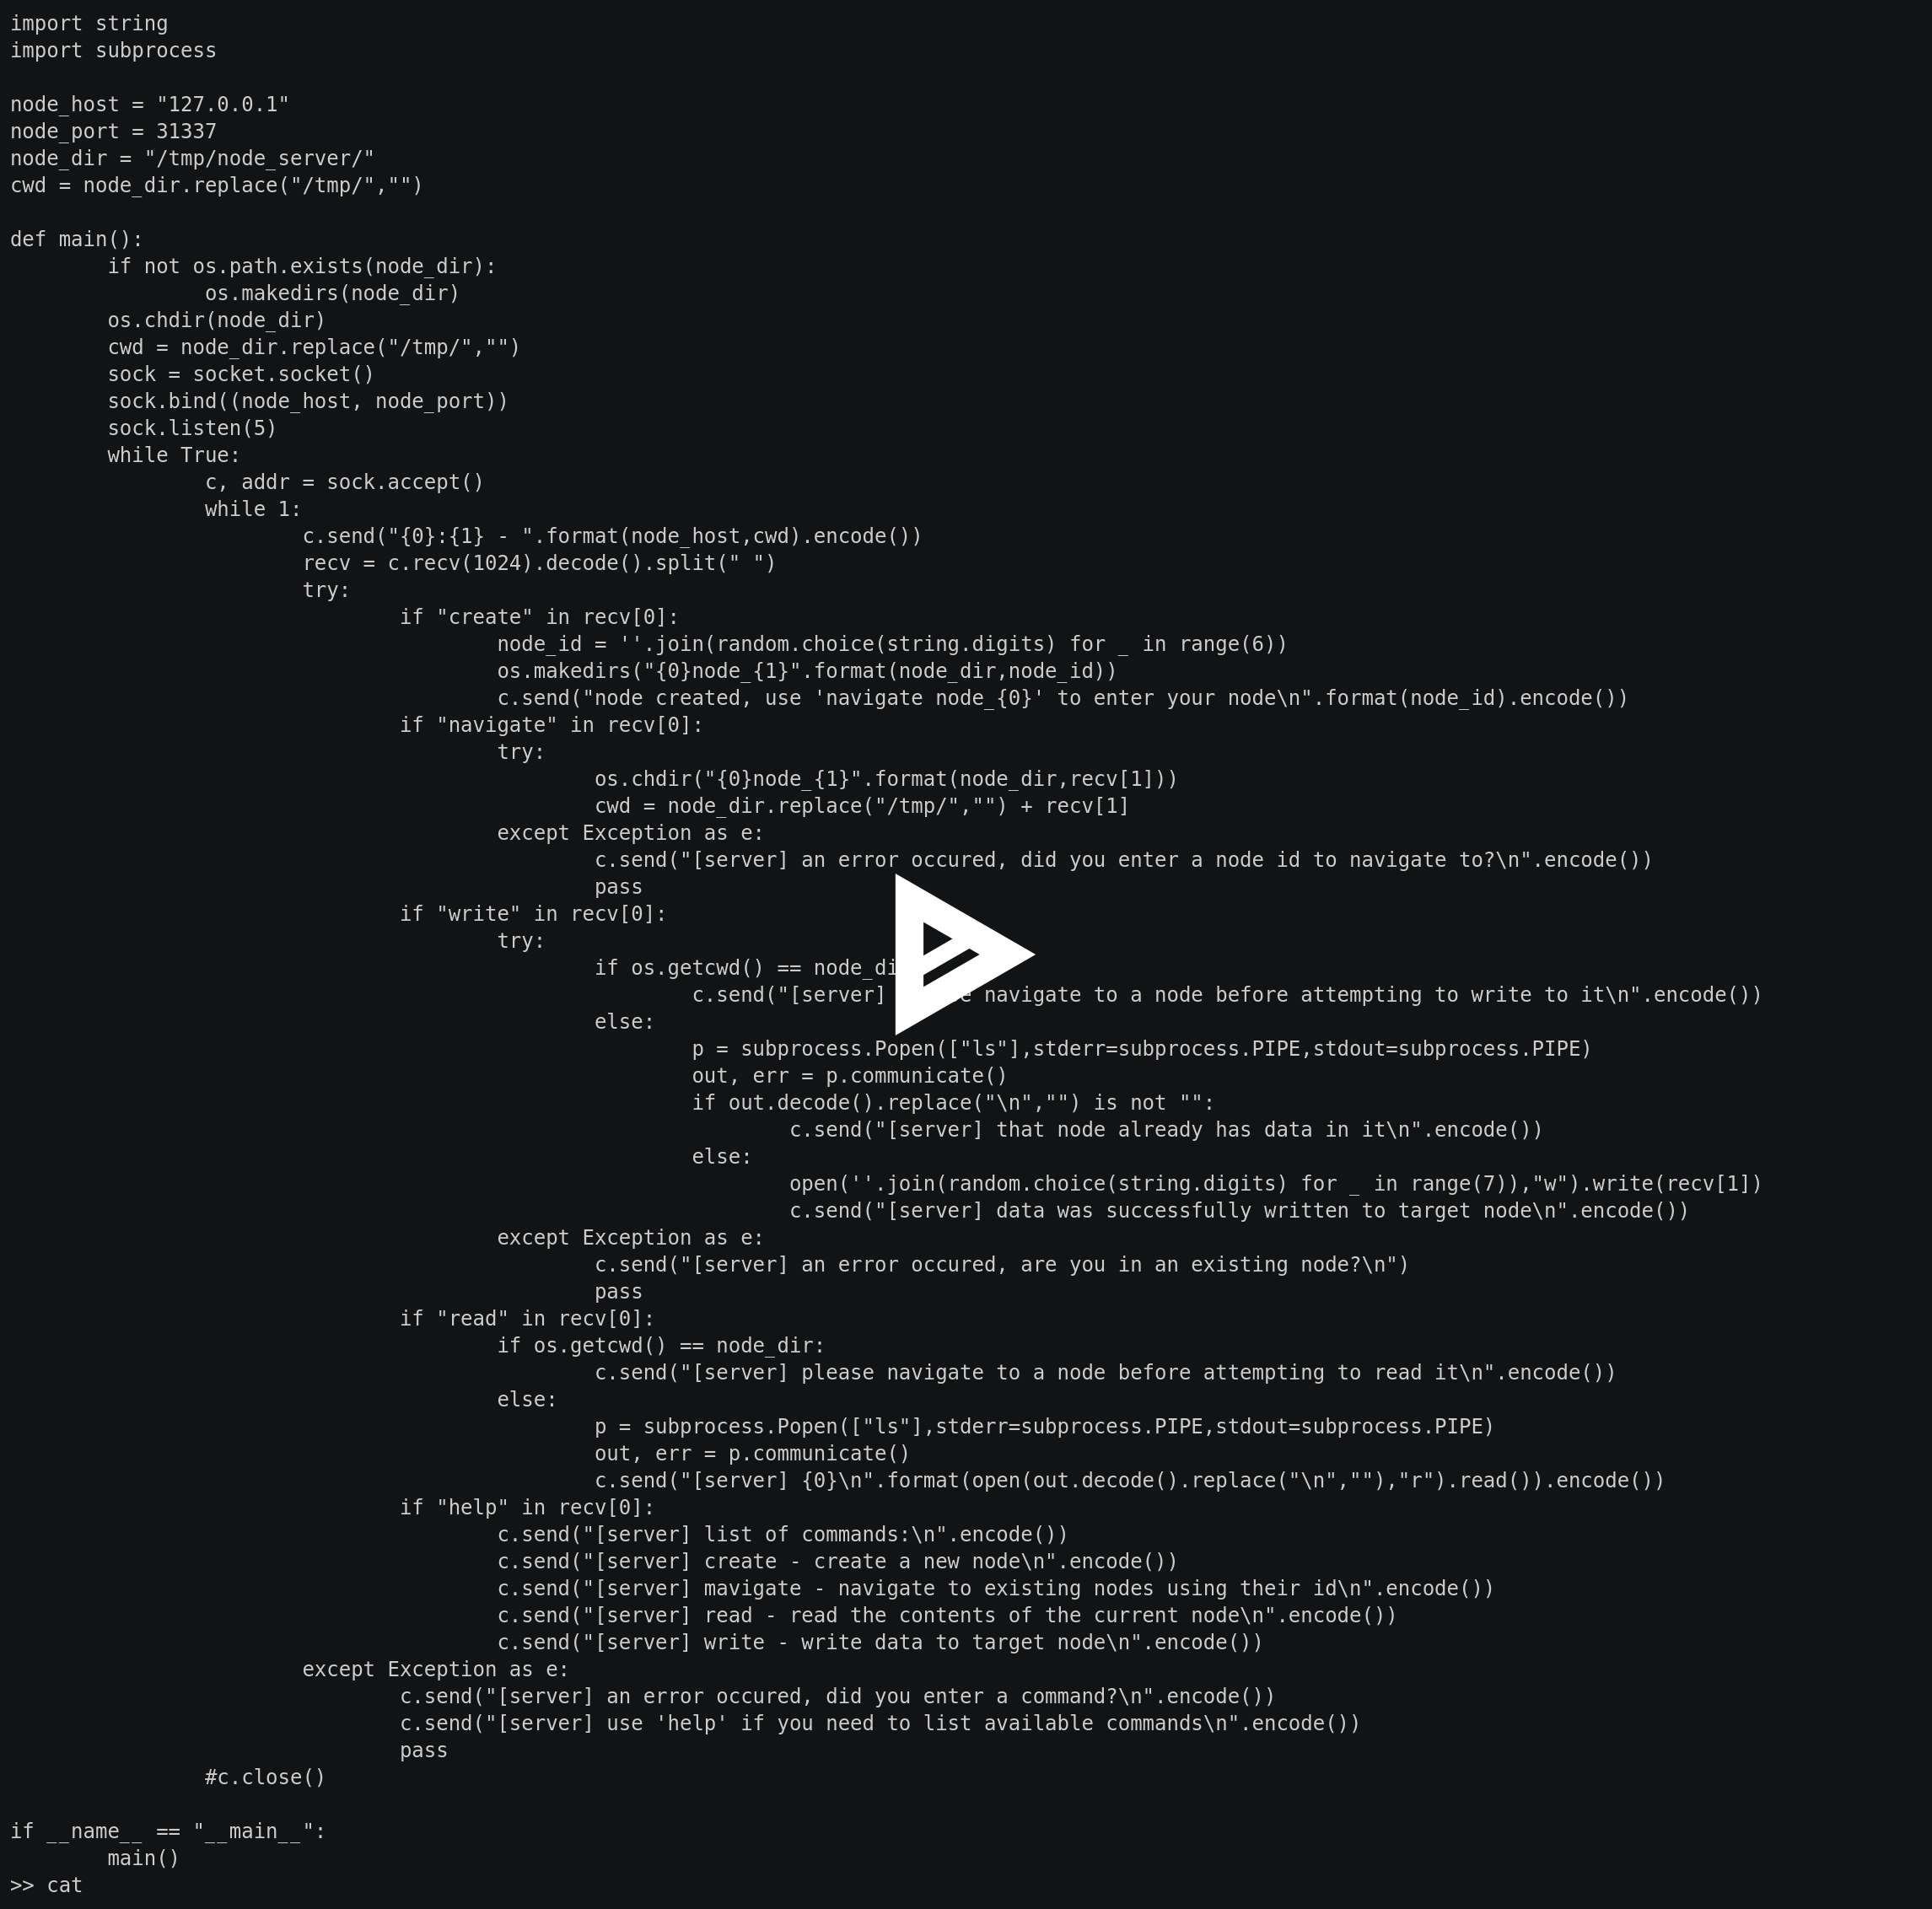 import string
import subprocess

node_host = "127.0.0.1"
node_port = 31337
node_dir = "/tmp/node_server/"
cwd = node_dir.replace("/tmp/","")

def main():
        if not os.path.exists(node_dir):
                os.makedirs(node_dir)
        os.chdir(node_dir)
        cwd = node_dir.replace("/tmp/","")
        sock = socket.socket()
        sock.bind((node_host, node_port))
        sock.listen(5)
        while True:
                c, addr = sock.accept()
                while 1:
                        c.send("{0}:{1} - ".format(node_host,cwd).encode())
                        recv = c.recv(1024).decode().split(" ")
                        try:
                                if "create" in recv[0]:
                                        node_id = ''.join(random.choice(string.digits) for _ in range(6))
                                        os.makedirs("{0}node_{1}".format(node_dir,node_id))
                                        c.send("node created, use 'navigate node_{0}' to enter your node\n".format(node_id).encode())
                                if "navigate" in recv[0]:
                                        try:
                                                os.chdir("{0}node_{1}".format(node_dir,recv[1]))
                                                cwd = node_dir.replace("/tmp/","") + recv[1]
                                        except Exception as e:
                                                c.send("[server] an error occured, did you enter a node id to navigate to?\n".encode())
                                                pass
                                if "write" in recv[0]:
                                        try:
                                                if os.getcwd() == 
                                                        c.send("[server] navigate to a node before attempting to write to it\n".encode())
                                                else:
                                                        p = subprocess.Popen(["ls"],stderr=subprocess.PIPE,stdout=subprocess.PIPE)
                                                        out, err = p.communicate()
                                                        if out.decode().replace("\n","") is not "":
                                                                c.send("[server] that node already has data in it\n".encode())
                                                        else:
                                                                open(''.join(random.choice(string.digits) for _ in range(7)),"w").write(recv[1])
                                                                c.send("[server] data was successfully written to target node\n".encode())
                                        except Exception as e:
                                                c.send("[server] an error occured, are you in an existing node?\n")
                                                pass
                                if "read" in recv[0]:
                                        if os.getcwd() == node_dir:
                                                c.send("[server] please navigate to a node before attempting to read it\n".encode())
                                        else:
                                                p = subprocess.Popen(["ls"],stderr=subprocess.PIPE,stdout=subprocess.PIPE)
                                                out, err = p.communicate()
                                                c.send("[server] {0}\n".format(open(out.decode().replace("\n",""),"r").read()).encode())
                                if "help" in recv[0]:
                                        c.send("[server] list of commands:\n".encode())
                                        c.send("[server] create - create a new node\n".encode())
                                        c.send("[server] mavigate - navigate to existing nodes using their id\n".encode())
                                        c.send("[server] read - read the contents of the current node\n".encode())
                                        c.send("[server] write - write data to target node\n".encode())
                        except Exception as e:
                                c.send("[server] an error occured, did you enter a command?\n".encode())
                                c.send("[server] use 'help' if you need to list available commands\n".encode())
                                pass
                #c.close()

if __name__ == "__main__":
        main()
>> cat